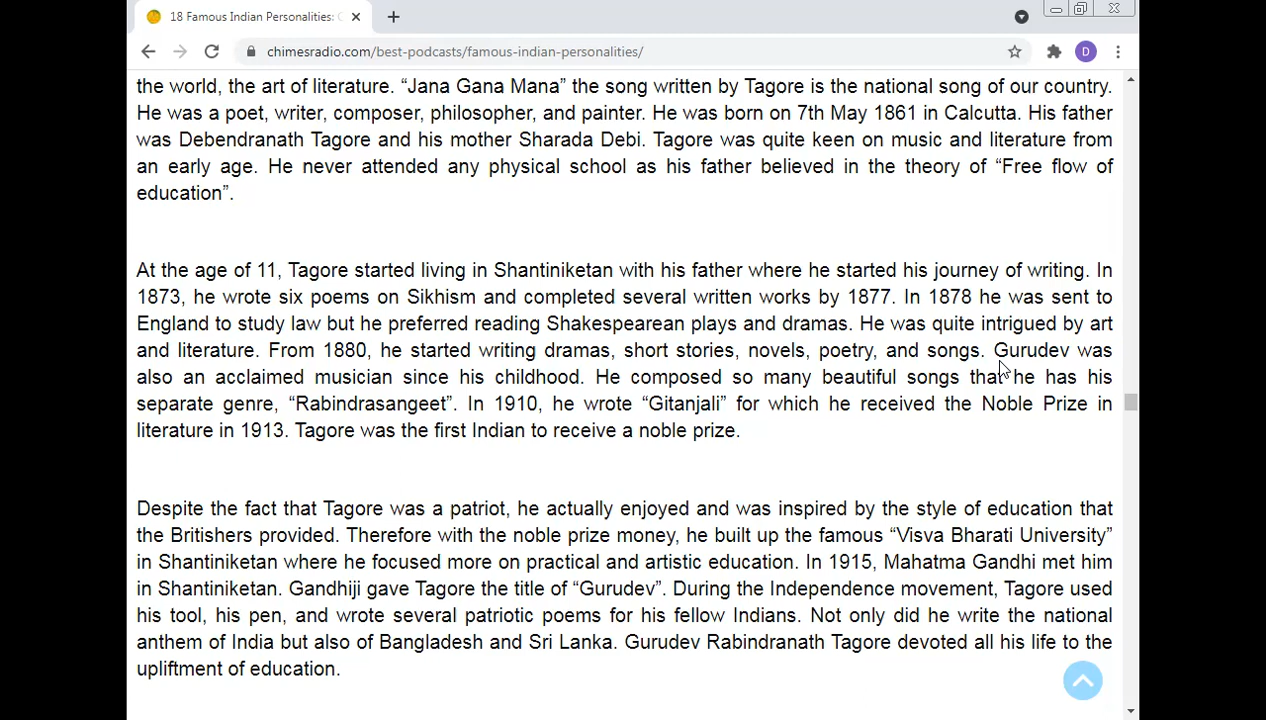 18 Famous Indian Personalities:
chimesradio.com/best-podcasts/famous-indian-personalities/
D
the world, the art of literature. “Jana Gana Mana” the song written by Tagore is the national song of our country.
He was a poet, writer, composer, philosopher, and painter. He was born on 7th May 1861 in Calcutta. His father
was Debendranath Tagore and his mother Sharada Debi. Tagore was quite keen on music and literature from
an early age. He never attended any physical school as his father believed in the theory of “Free flow of
education”.
At the age of 11, Tagore started living in Shantiniketan with his father where he started his journey of writing. In
1873, he wrote six poems on Sikhism and completed several written works by 1877. In 1878 he was sent to
England to study law but he preferred reading Shakespearean plays and dramas. He was quite intrigued by art
and literature. From 1880, he started writing dramas, short stories, novels, poetry, and songs. Gurudev was
also an acclaimed musician since his childhood. He composed so many beautiful songs that he has his
separate genre, “Rabindrasangeet”. In 1910, he wrote “Gitanjali” for which he received the Noble Prize in
literature in 1913. Tagore was the first Indian to receive a noble prize.
Despite the fact that Tagore was a patriot, he actually enjoyed and was inspired by the style of education that
the Britishers provided. Therefore with the noble prize money, he built up the famous “Visva Bharati University”
in Shantiniketan where he focused more on practical and artistic education. In 1915, Mahatma Gandhi met him
in Shantiniketan. Gandhiji gave Tagore the title of “Gurudev”. During the Independence movement, Tagore used
his tool, his pen, and wrote several patriotic poems for his fellow Indians. Not only did he write the national
anthem of India but also of Bangladesh and Sri Lanka. Gurudev Rabindranath Tagore devoted all his life to the
upliftment of education.